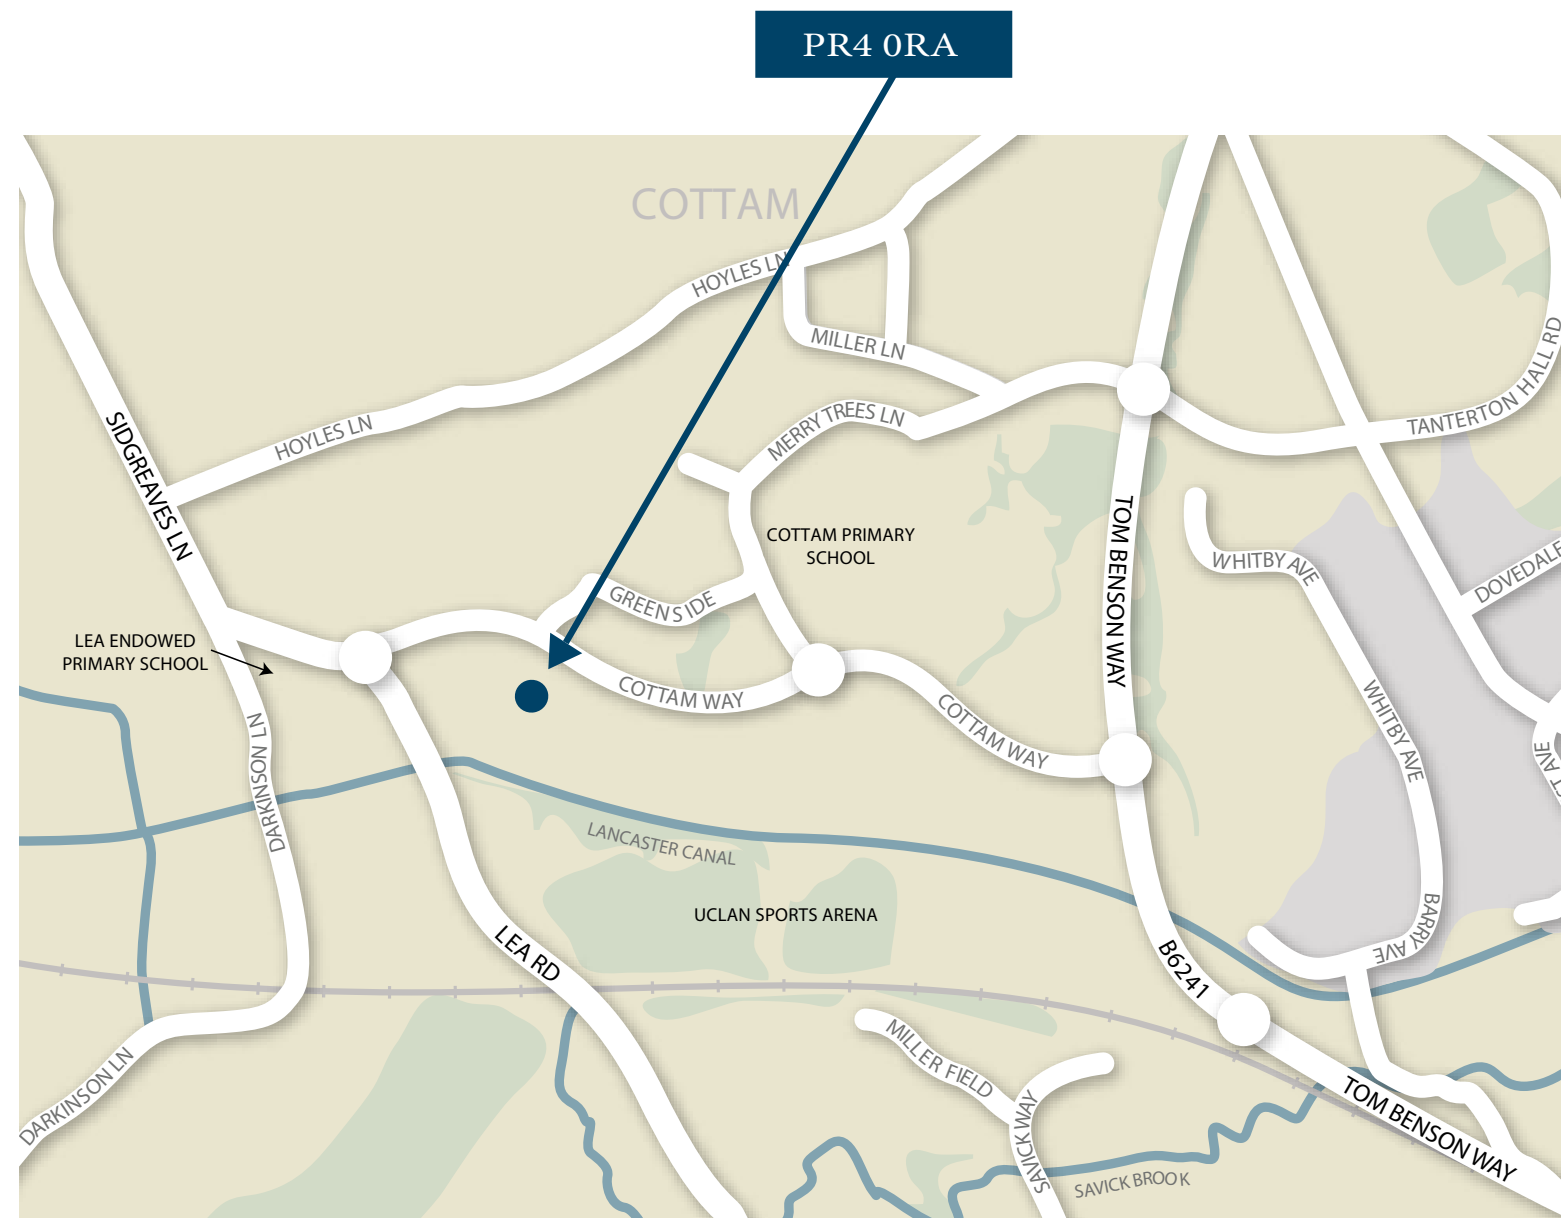 PR4 0RA
COTTAM
HOYLES LN
MILLER LN
TANTERTON HALL RD
MERRY TREES LN
HOYLES LN
SIDGREAVES LN
COTTAM PRIMARY
SCHOOL
TOM BENSON WAY
WHITBY AVE
DOVEDALE
GREENSIDE
LEA ENDOWED
PRIMARY SCHOOL
COTTAM WAY
COTTAM WAY
WHITBY AVE
DARKINSON LN
LANCASTER CANAL
UCLAN SPORTS ARENA
BARRY AVE
LEA RD
B6241
MILLER FIELD
DARKINSON LN
SAVICK WAY
TOM BENSON WAY
SAVICK BROOK